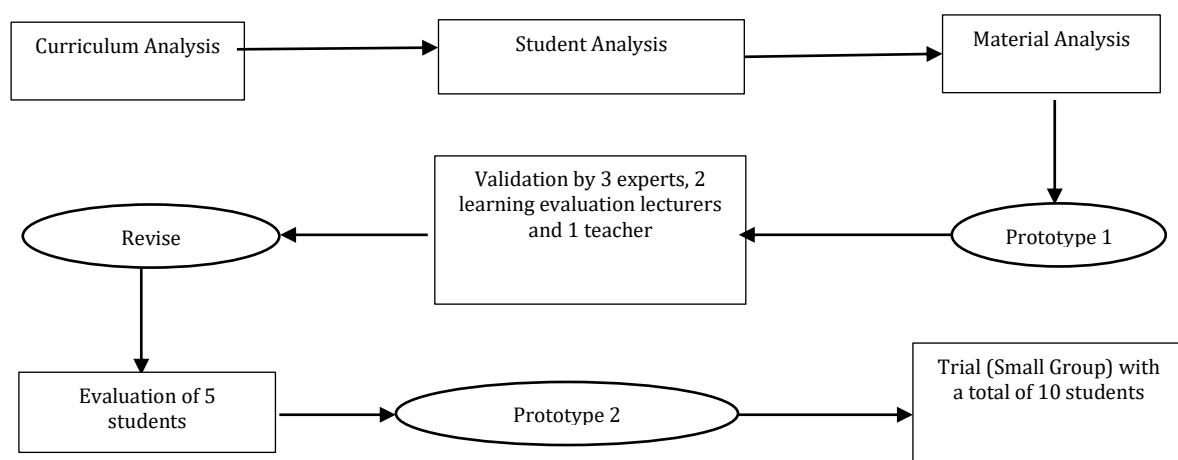 Curriculum Analysis
Student Analysis
Material Analysis
Validation by 3 experts, 2
learning evaluation lecturers
and 1 teacher
Revise
Prototype 1
Evaluation of 5
students
Prototype 2
Trial (Small Group) with
a total of 10 students